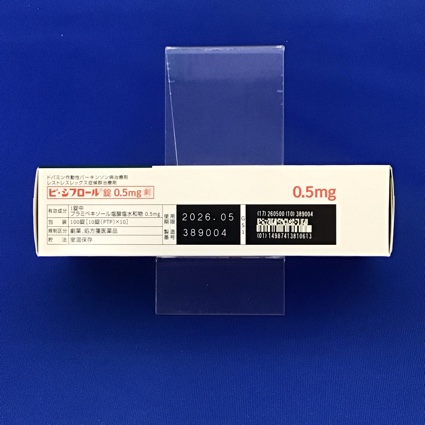 ドパミン作動性パーキンソン病治療剤
レストレスレッグス症候群治療剤
ビ・シフロール®錠 0.5mg 劇
0.5mg
有効成分 1錠中
プラミペキソール塩酸塩水和物 0.5mg
包 装 100錠[10錠(PTP)×10]
規制区分 劇薬、処方箋医薬品
貯 法 室温保存
使用期限 2026.05
製造番号 389004
GS1
(17) 260500 (10) 389004
(01) 14987413810613